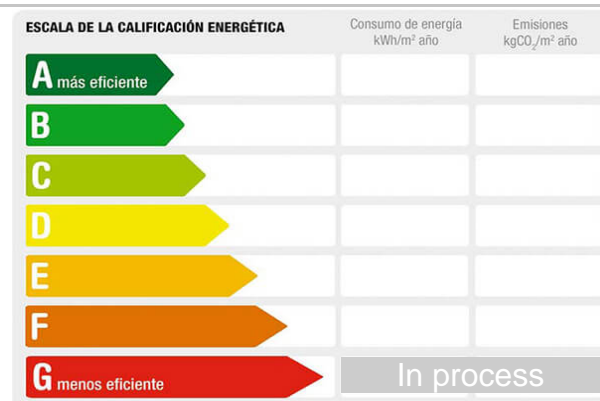 ESCALA DE LA CALIFICACIÓN ENERGÉTICA
Consumo de energía
kWh/m² año
Emisiones
kgCO₂/m² año
A más eficiente
B
C
D
E
F
G menos eficiente
In process